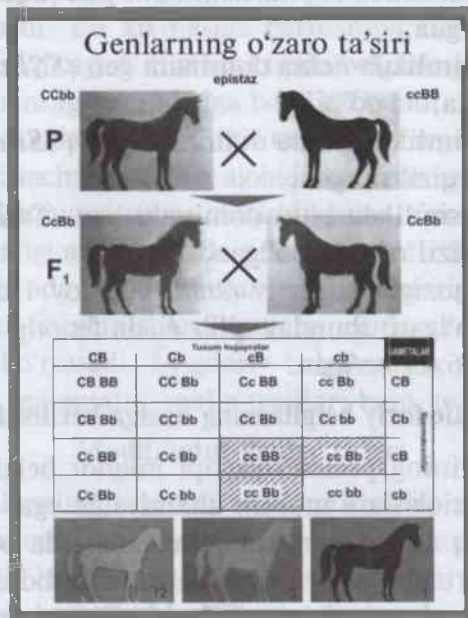 Genlarning o'zaro ta'siri
epistaz
CCbb ccBB
P
CcBb CcBb
F₁
Tuxum hujayralar
CB Cb cB cb GAMETALAR
CB BB CC Bb Cc BB cc Bb CB
CB Bb CC bb Cc Bb Cc bb Cb
Cc BB Cc Bb cc BB cc Bb cB
Cc Bb Cc bb cc Bb cc bb cb
12 1